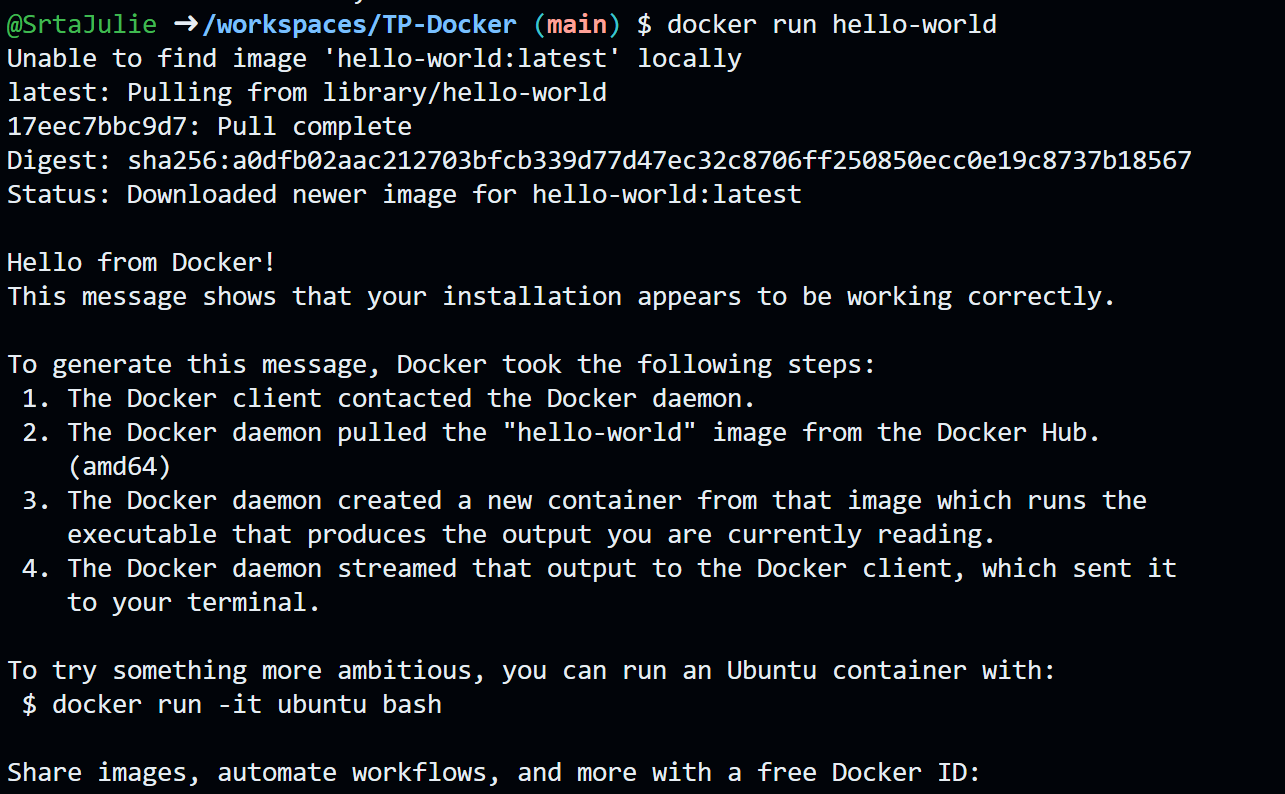 @SrtaJulie ➜/workspaces/TP-Docker (main) $ docker run hello-world
Unable to find image 'hello-world:latest' locally
latest: Pulling from library/hello-world
17eec7bbc9d7: Pull complete
Digest: sha256:a0dfb02aac212703bfcb339d77d47ec32c8706ff250850ecc0e19c8737b18567
Status: Downloaded newer image for hello-world:latest

Hello from Docker!
This message shows that your installation appears to be working correctly.

To generate this message, Docker took the following steps:
 1. The Docker client contacted the Docker daemon.
 2. The Docker daemon pulled the "hello-world" image from the Docker Hub.
    (amd64)
 3. The Docker daemon created a new container from that image which runs the
    executable that produces the output you are currently reading.
 4. The Docker daemon streamed that output to the Docker client, which sent it
    to your terminal.

To try something more ambitious, you can run an Ubuntu container with:
 $ docker run -it ubuntu bash

Share images, automate workflows, and more with a free Docker ID: